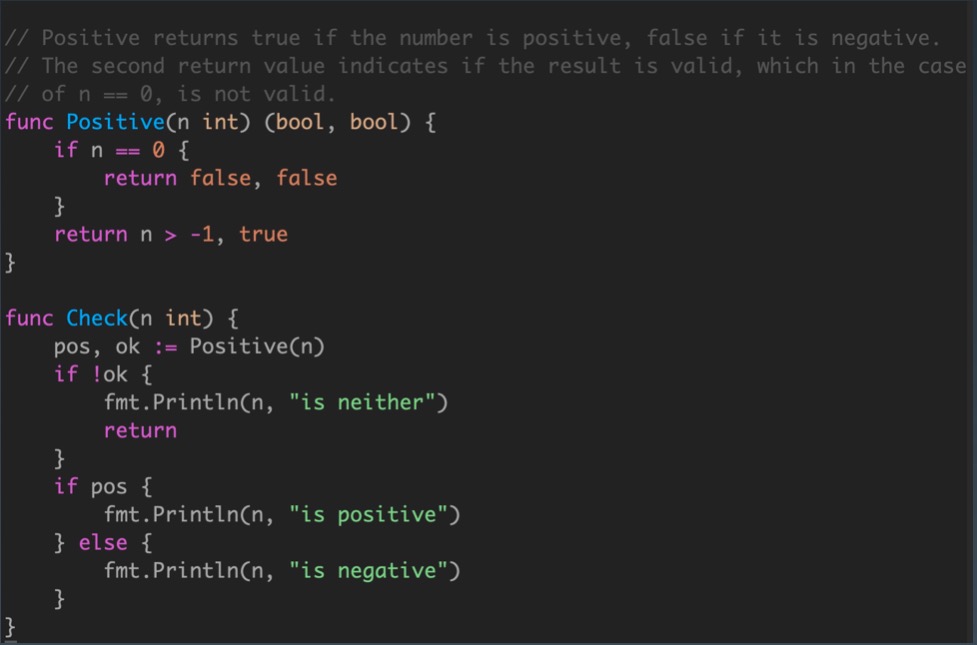 // Positive returns true if the number is positive, false if it is negative.
// The second return value indicates if the result is valid, which in the case
// of n == 0, is not valid.
func Positive(n int) (bool, bool) {
    if n == 0 {
        return false, false
    }
    return n > -1, true
}

func Check(n int) {
    pos, ok := Positive(n)
    if !ok {
        fmt.Println(n, "is neither")
        return
    }
    if pos {
        fmt.Println(n, "is positive")
    } else {
        fmt.Println(n, "is negative")
    }
}